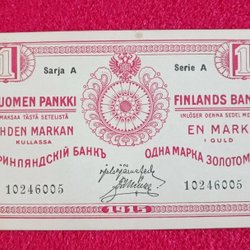 1 1
Sarja A Serie A
SUOMEN PANKKI FINLANDS BANK
MAKSAA TÄSTÄ SETELISTÄ INLÖSER DENNA SEDEL MED
YHDEN MARKAN EN MARK
KULLASSA I GULD
ФИНЛЯНДСКІЙ БАНКЪ ОДНА МАРКА ЗОЛОТОМЪ
10246005 10246005
1915